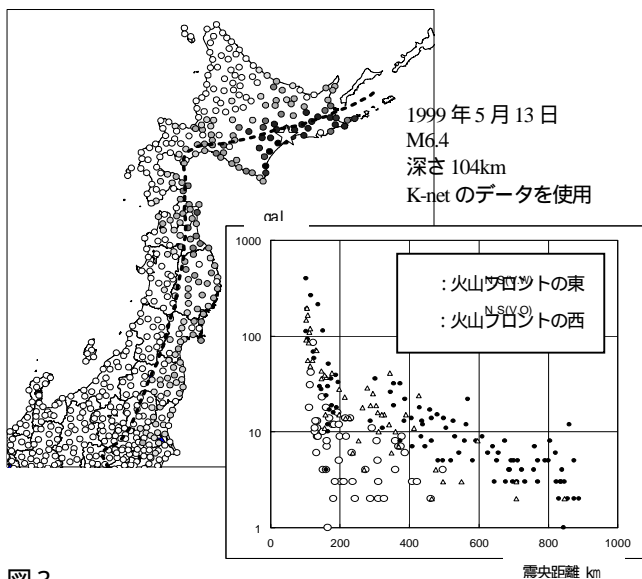 1999 年 5 月 13 日
M6.4
深さ 104km
K-net のデータを使用
gal
1000
100
10
1
: 火山フロントの東
: 火山フロントの西
0
200
400
600
800
1000
震央距離 km
図2